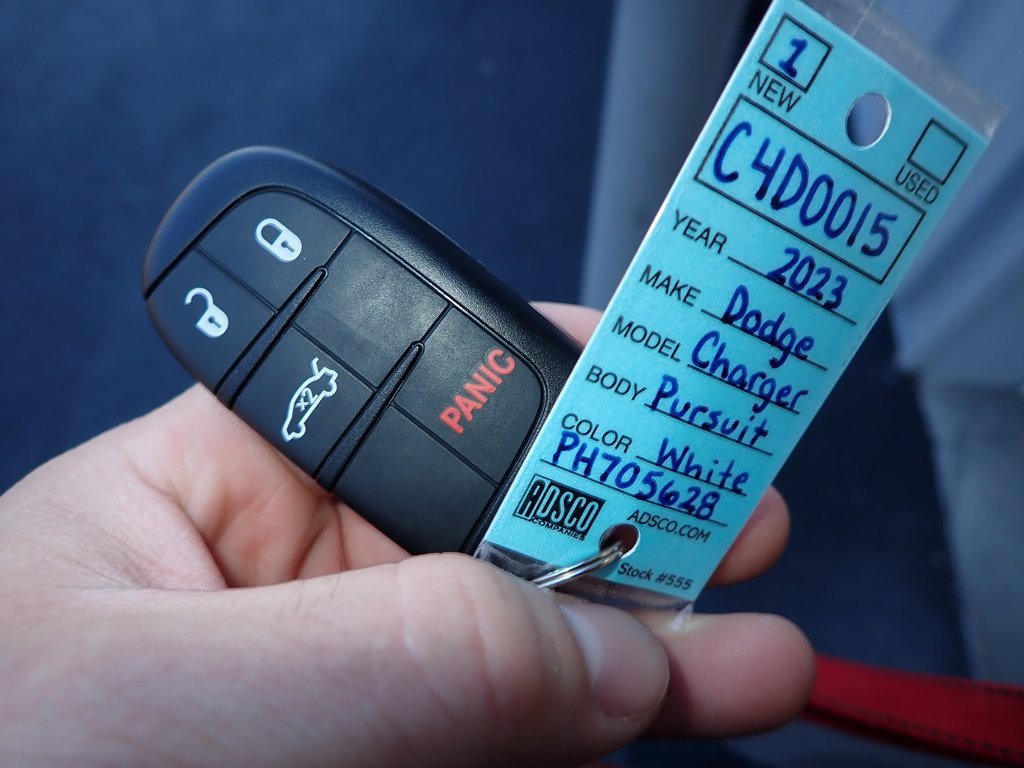 1
NEW
USED
C4D0015
YEAR 2023
MAKE Dodge
MODEL Charger
BODY Pursuit
COLOR White
PH705628
ADSCO
COMPANIES
ADSCO.COM
Stock #555
PANIC
x2